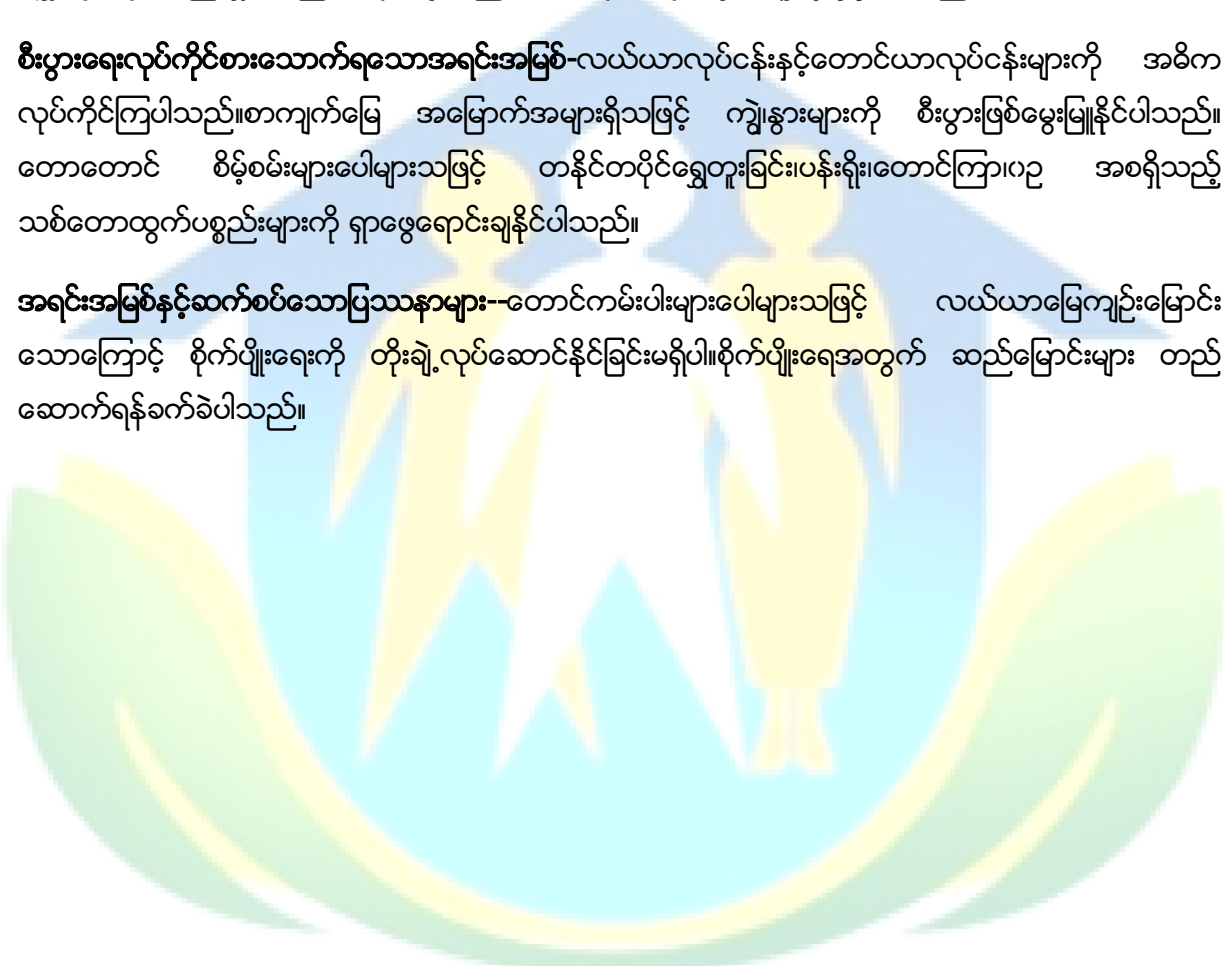 စီးပွားရေးလုပ်ကိုင်စားသောက်ရသောအရင်းအမြစ်-လယ်ယာလုပ်ငန်းနှင့်တောင်ယာလုပ်ငန်းများကို အဓိက
လုပ်ကိုင်ကြပါသည်။စာကျက်မြေ အမြောက်အများရှိသဖြင့် ကျွဲ၊နွားများကို စီးပွားဖြစ်မွေးမြူနိုင်ပါသည်။
တောတောင် စိမ့်စမ်းများပေါများသဖြင့် တနိုင်တပိုင်ရွှေတူးခြင်း၊ပန်းရိုး၊တောင်ကြာ၊ဝဥ အစရှိသည့်
သစ်တောထွက်ပစ္စည်းများကို ရှာဖွေရောင်းချနိုင်ပါသည်။
အရင်းအမြစ်နှင့်ဆက်စပ်သောပြဿနာများ--တောင်ကမ်းပါးများပေါများသဖြင့် လယ်ယာမြေကျဉ်းမြောင်း
သောကြောင့် စိုက်ပျိုးရေးကို တိုးချဲ့လုပ်ဆောင်နိုင်ခြင်းမရှိပါ။စိုက်ပျိုးရေအတွက် ဆည်မြောင်းများ တည်
ဆောက်ရန်ခက်ခဲပါသည်။